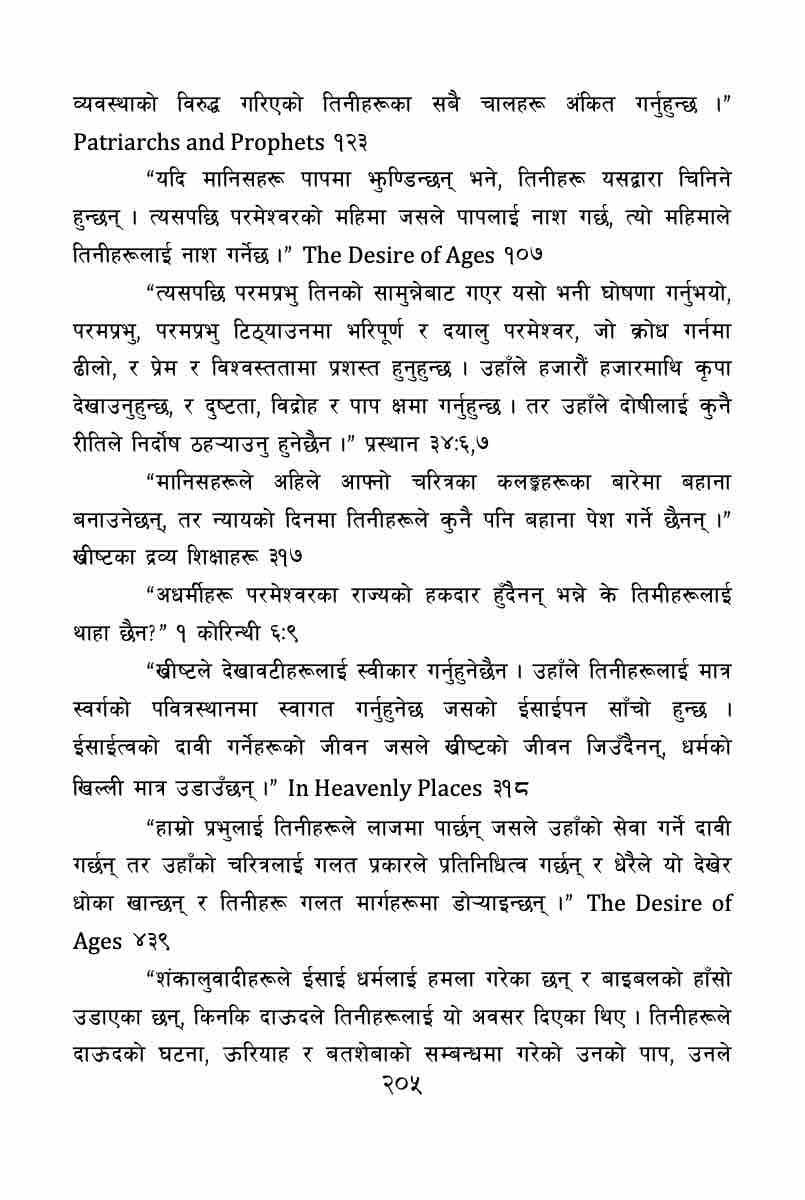 व्यवस्थाको विरुद्ध गरिएको तिनीहरूका सबै चालहरू अंकित गर्नुहुन्छ ।”
Patriarchs and Prophets १२३
“यदि मानिसहरू पापमा झुण्डिन्छन् भने, तिनीहरू यसद्वारा चिनिने
हुन्छन् । त्यसपछि परमेश्वरको महिमा जसले पापलाई नाश गर्छ, त्यो महिमाले
तिनीहरूलाई नाश गर्नेछ ।” The Desire of Ages १०७
“त्यसपछि परमप्रभु तिनको सामुन्नेबाट गएर यसो भनी घोषणा गर्नुभयो,
परमप्रभु, परमप्रभु टिठ्याउनमा भरिपूर्ण र दयालु परमेश्वर, जो क्रोध गर्नमा
ढीलो, र प्रेम र विश्वस्ततामा प्रशस्त हुनुहुन्छ । उहाँले हजारौं हजारमाथि कृपा
देखाउनुहुन्छ, र दुष्टता, विद्रोह र पाप क्षमा गर्नुहुन्छ । तर उहाँले दोषीलाई कुनै
रीतिले निर्दोष ठहऱ्याउनु हुनेछैन ।” प्रस्थान ३४:६,७
“मानिसहरूले अहिले आफ्नो चरित्रका कलङ्कहरूका बारेमा बहाना
बनाउनेछन्, तर न्यायको दिनमा तिनीहरूले कुनै पनि बहाना पेश गर्ने छैनन् ।”
ख्रीष्टका द्रव्य शिक्षाहरू ३१७
“अधर्मीहरू परमेश्वरका राज्यको हकदार हुँदैनन् भन्ने के तिमीहरूलाई
थाहा छैन?” १ कोरिन्थी ६:९
“ख्रीष्टले देखावटीहरूलाई स्वीकार गर्नुहुनेछैन । उहाँले तिनीहरूलाई मात्र
स्वर्गको पवित्रस्थानमा स्वागत गर्नुहुनेछ जसको ईसाईपन साँचो हुन्छ ।
ईसाईत्वको दावी गर्नेहरूको जीवन जसले ख्रीष्टको जीवन जिउँदैनन्, धर्मको
खिल्ली मात्र उडाउँछन् ।” In Heavenly Places ३१८
“हाम्रो प्रभुलाई तिनीहरूले लाजमा पार्छन् जसले उहाँको सेवा गर्ने दावी
गर्छन् तर उहाँको चरित्रलाई गलत प्रकारले प्रतिनिधित्व गर्छन् र धेरैले यो देखेर
धोका खान्छन् र तिनीहरू गलत मार्गहरूमा डोऱ्याइन्छन् ।” The Desire of
Ages ४३९
“शंकालुवादीहरूले ईसाई धर्मलाई हमला गरेका छन् र बाइबलको हाँसो
उडाएका छन्, किनकि दाऊदले तिनीहरूलाई यो अवसर दिएका थिए । तिनीहरूले
दाऊदको घटना, ऊरियाह र बतशेबाको सम्बन्धमा गरेको उनको पाप, उनले
२०५